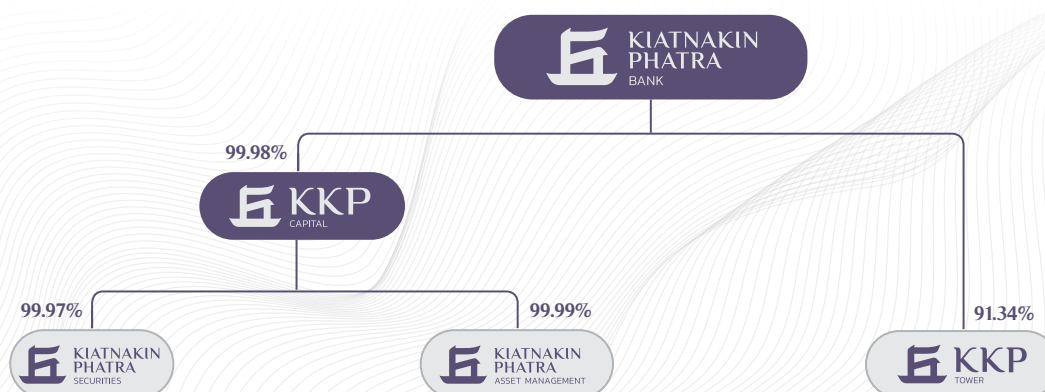 KIATNAKIN
PHATRA
BANK
99.98%
KKP
CAPITAL
99.97%
99.99%
91.34%
KIATNAKIN
PHATRA
SECURITIES
KIATNAKIN
PHATRA
ASSET MANAGEMENT
KKP
TOWER